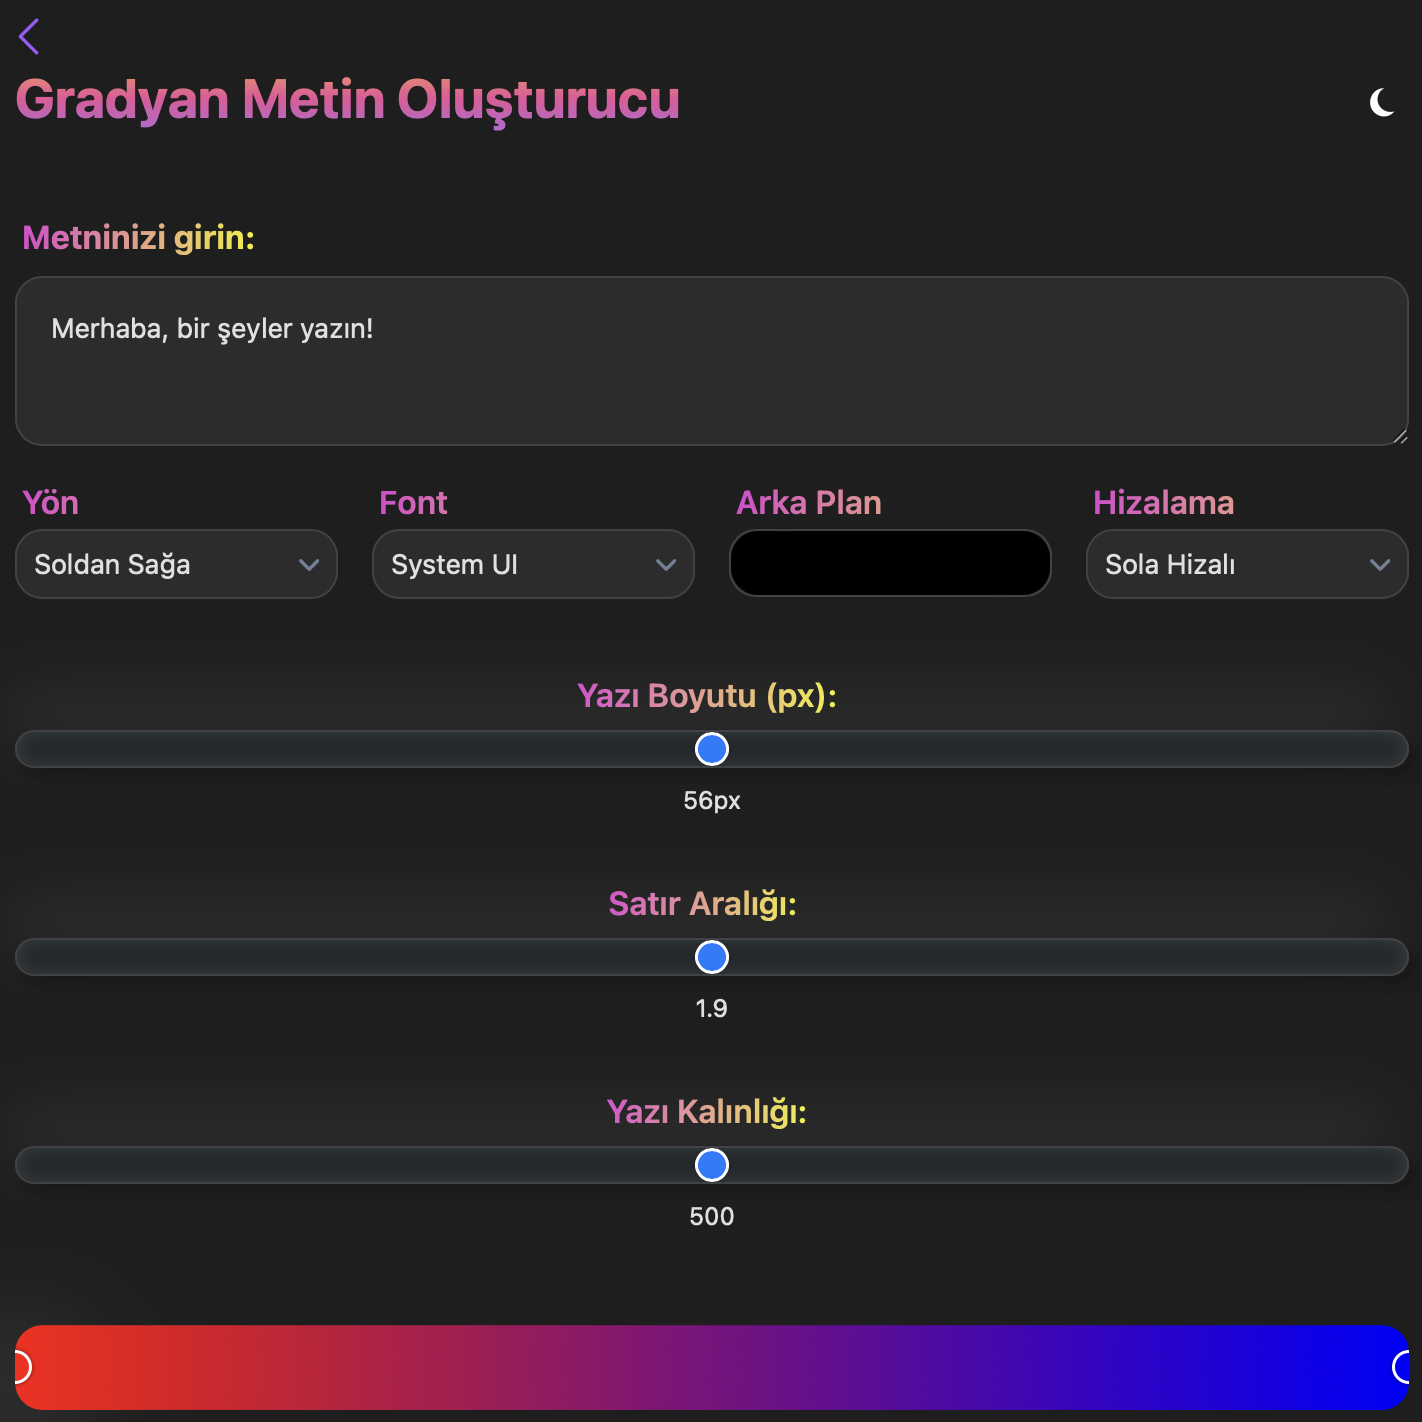 Gradyan Metin Oluşturucu
Metninizi girin:
Merhaba, bir şeyler yazın!
Yön Font Arka Plan Hizalama
Soldan Sağa System UI Sola Hizalı
Yazı Boyutu (px):
56px
Satır Aralığı:
1.9
Yazı Kalınlığı:
500